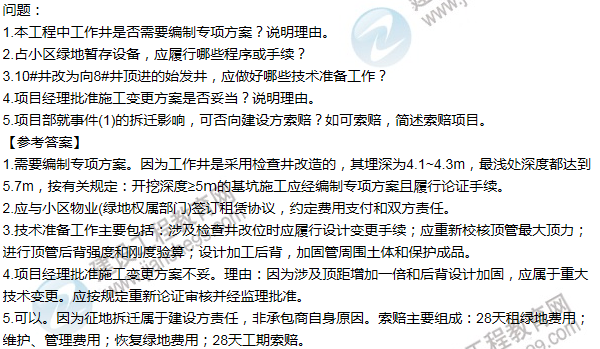 问题：
1.本工程中工作井是否需要编制专项方案？说明理由。
2.占小区绿地暂存设备，应履行哪些程序或手续？
3.10#井改为向8#井顶进的始发井，应做好哪些技术准备工作？
4.项目经理批准施工变更方案是否妥当？说明理由。
5.项目部就事件(1)的拆迁影响，可否向建设方索赔？如可索赔，简述索赔项目。
【参考答案】
1.需要编制专项方案。因为工作井是采用检查井改造的，其埋深为4.1~4.3m，最浅处深度都达到
5.7m，按有关规定：开挖深度≥5m的基坑施工应经编制专项方案且履行论证手续。
2.应与小区物业(绿地权属部门)签订租赁协议，约定费用支付和双方责任。
3.技术准备工作主要包括：涉及检查井改位时应履行设计变更手续；应重新校核顶管最大顶力；
进行顶管后背强度和刚度验算；设计加工后背，加固管周围土体和保护成品。
4.项目经理批准施工变更方案不妥。理由：因为涉及顶距增加一倍和后背设计加固，应属于重大
技术变更。应按规定重新论证审核并经监理批准。
5.可以。因为征地拆迁属于建设方责任，非承包商自身原因。索赔主要组成：28天租绿地费用；
维护、管理费用；恢复绿地费用；28天工期索赔。
建设工程教育网
www.jianshe99.com